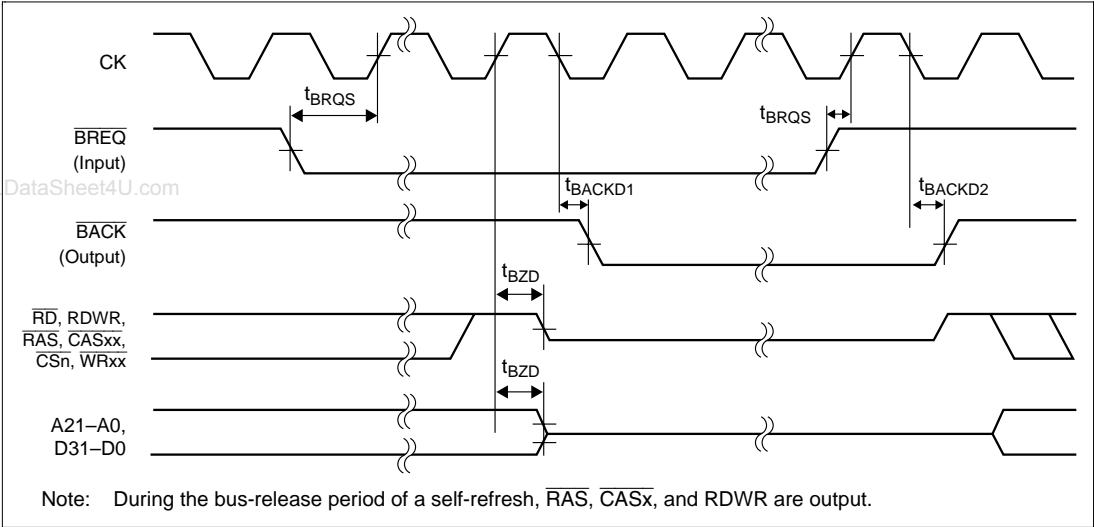 CK
tBRQS
tBRQS
BREQ
(Input)
DataSheet4U.com
tBACKD1
tBACKD2
BACK
(Output)
tBZD
RD, RDWR,
RAS, CASxx,
CSn, WRxx
tBZD
A21–A0,
D31–D0
Note: During the bus-release period of a self-refresh, RAS, CASx, and RDWR are output.